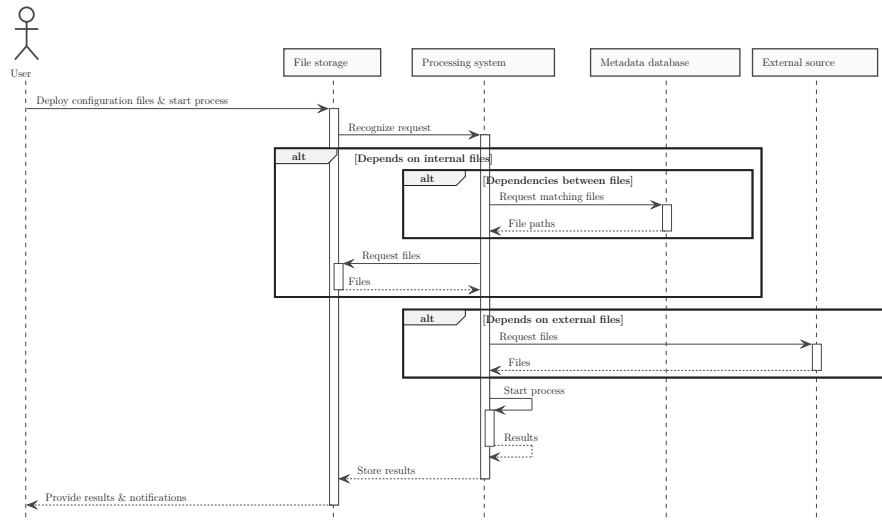 User
File storage
Processing system
Metadata database
External source
Deploy configuration files & start process
Recognize request
alt
[Depends on internal files]
alt
[Dependencies between files]
Request matching files
File paths
Request files
Files
alt
[Depends on external files]
Request files
Files
Start process
Results
Store results
Provide results & notifications